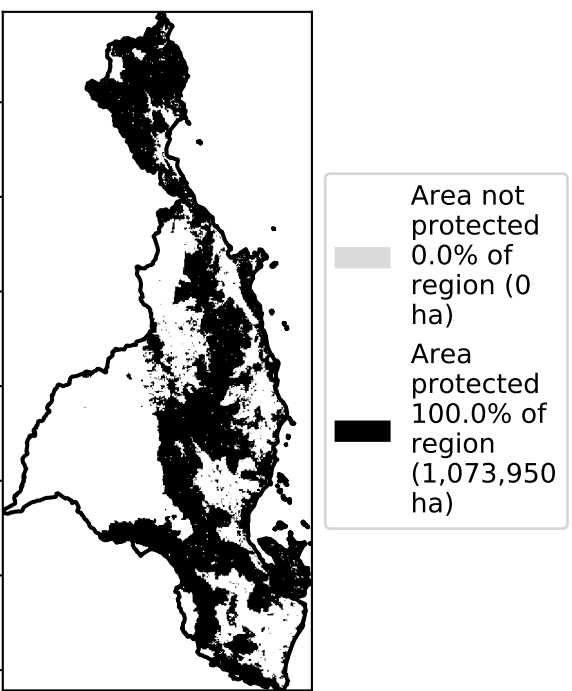 Area not
protected
0.0% of
region (0
ha)
Area
protected
100.0% of
region
(1,073,950
ha)